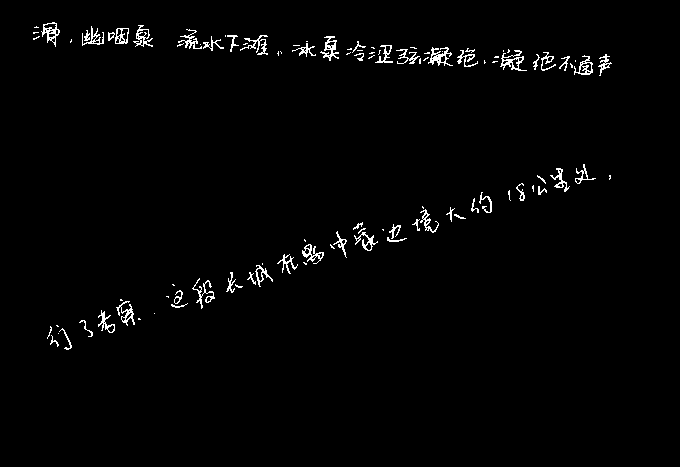 滑，幽咽泉 流水下滩。冰泉冷涩弦凝绝，凝绝不通声
行了考察．这段长城在离中蒙边境大约18公里处，